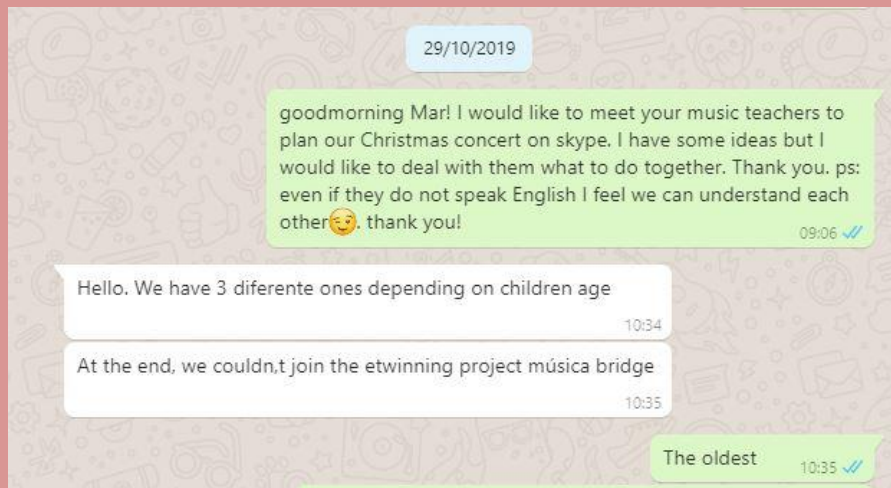 29/10/2019
goodmorning Mar! I would like to meet your music teachers to
plan our Christmas concert on skype. I have some ideas but I
would like to deal with them what to do together. Thank you. ps:
even if they do not speak English I feel we can understand each
other😉. thank you!
09:06
Hello. We have 3 diferente ones depending on children age
10:34
At the end, we couldn,t join the etwinning project música bridge
10:35
The oldest
10:35